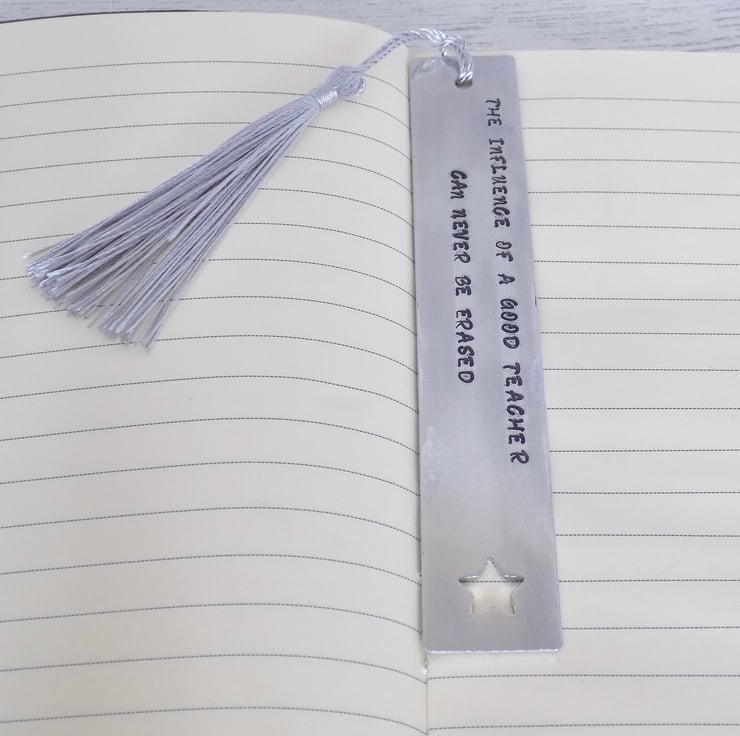 THE INFLUENCE OF A GOOD TEACHER
CAN NEVER BE ERASED